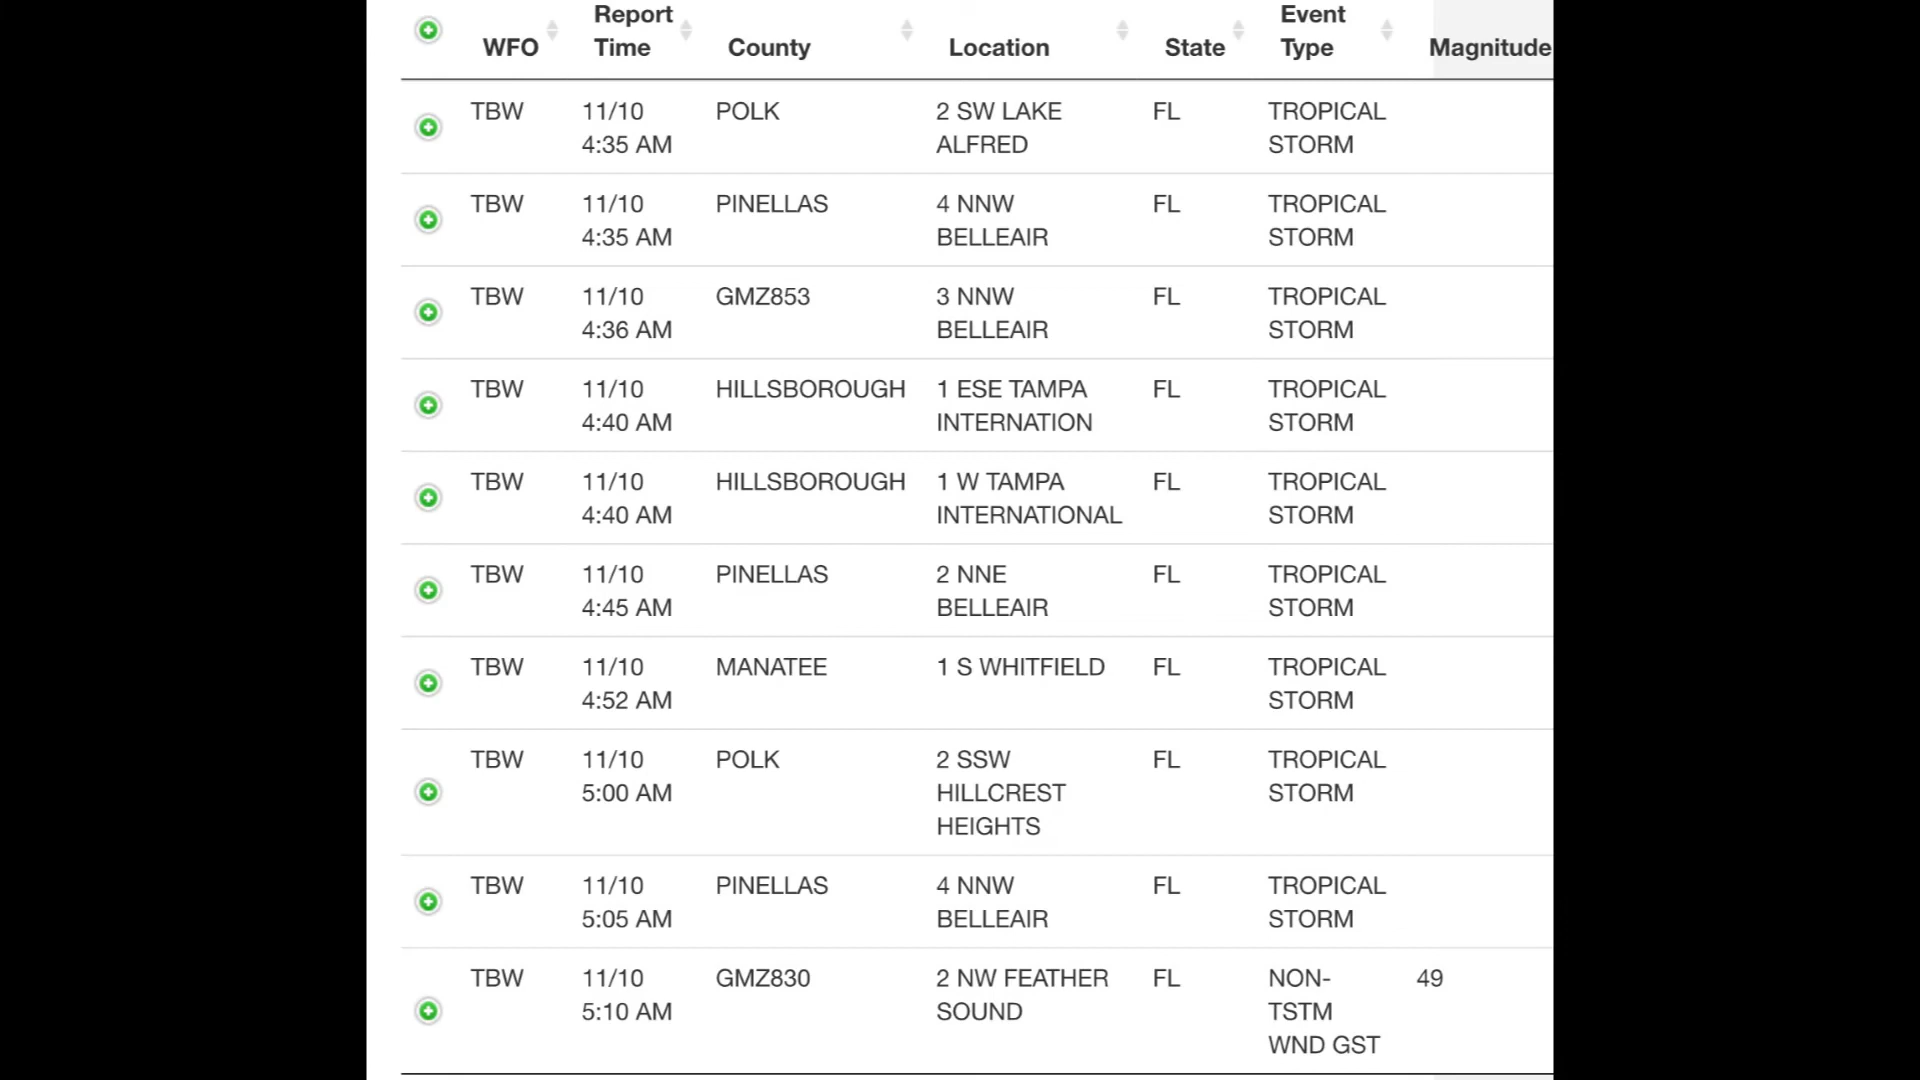 WFO Report Time County Location State Event Type Magnitude
TBW 11/10 POLK 2 SW LAKE FL TROPICAL
4:35 AM ALFRED STORM
TBW 11/10 PINELLAS 4 NNW FL TROPICAL
4:35 AM BELLEAIR STORM
TBW 11/10 GMZ853 3 NNW FL TROPICAL
4:36 AM BELLEAIR STORM
TBW 11/10 HILLSBOROUGH 1 ESE TAMPA FL TROPICAL
4:40 AM INTERNATION STORM
TBW 11/10 HILLSBOROUGH 1 W TAMPA FL TROPICAL
4:40 AM INTERNATIONAL STORM
TBW 11/10 PINELLAS 2 NNE FL TROPICAL
4:45 AM BELLEAIR STORM
TBW 11/10 MANATEE 1 S WHITFIELD FL TROPICAL
4:52 AM STORM
TBW 11/10 POLK 2 SSW FL TROPICAL
5:00 AM HILLCREST STORM
HEIGHTS
TBW 11/10 PINELLAS 4 NNW FL TROPICAL
5:05 AM BELLEAIR STORM
TBW 11/10 GMZ830 2 NW FEATHER FL NON- 49
5:10 AM SOUND TSTM
WND GST